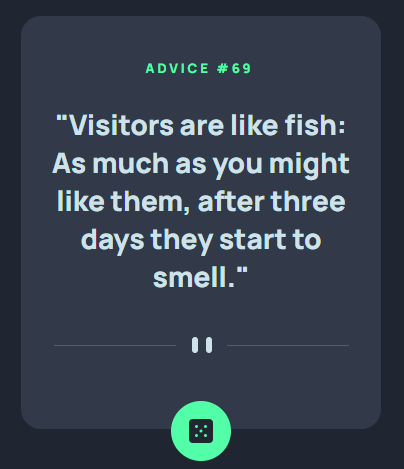 ADVICE #69
"Visitors are like fish:
As much as you might
like them, after three
days they start to
smell."